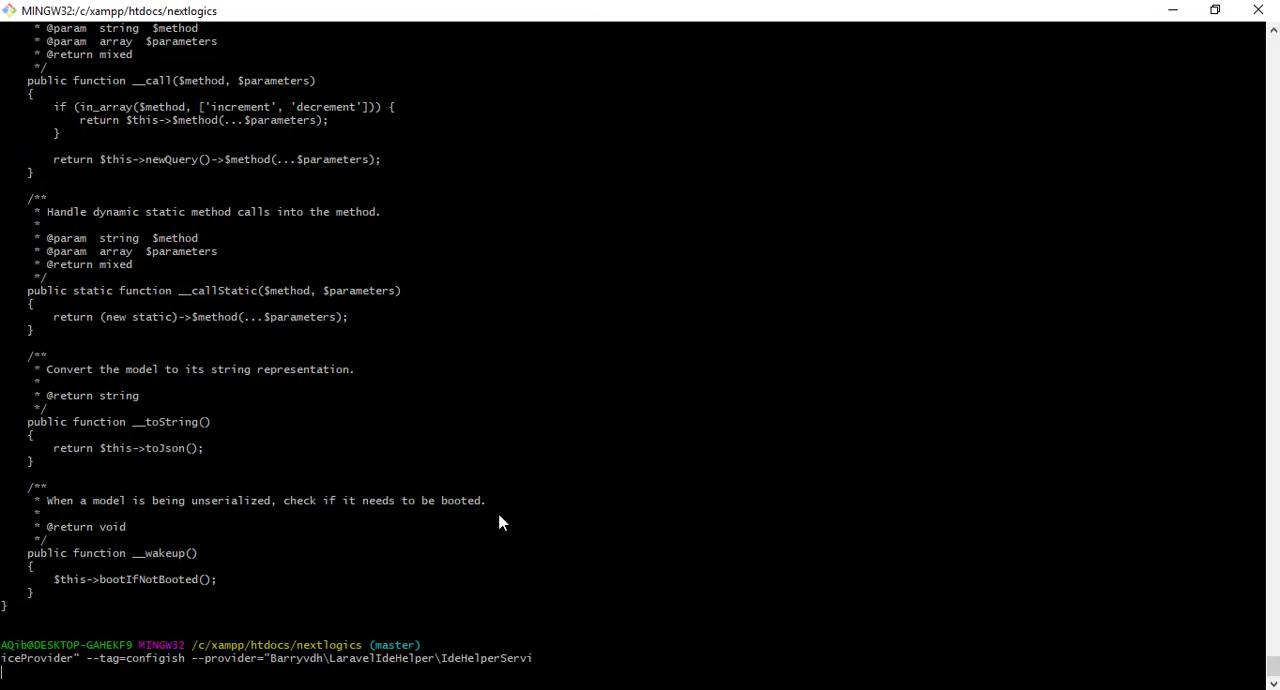 MINGW32:/c/xampp/htdocs/nextlogics
* @param  string  $method
* @param  array  $parameters
* @return mixed
*/
public function __call($method, $parameters)
{
if (in_array($method, ['increment', 'decrement'])) {
return $this->$method(...$parameters);
}
return $this->newQuery()->$method(...$parameters);
}
/**
* Handle dynamic static method calls into the method.
*
* @param  string  $method
* @param  array  $parameters
* @return mixed
*/
public static function __callStatic($method, $parameters)
{
return (new static)->$method(...$parameters);
}
/**
* Convert the model to its string representation.
*
* @return string
*/
public function __toString()
{
return $this->toJson();
}
/**
* When a model is being unserialized, check if it needs to be booted.
*
* @return void
*/
public function __wakeup()
{
$this->bootIfNotBooted();
}
}
AQib@DESKTOP-GAHEKF9 MINGW32 /c/xampp/htdocs/nextlogics (master)
iceProvider" --tag=configish --provider="Barryvdh\LaravelIdeHelper\IdeHelperServi